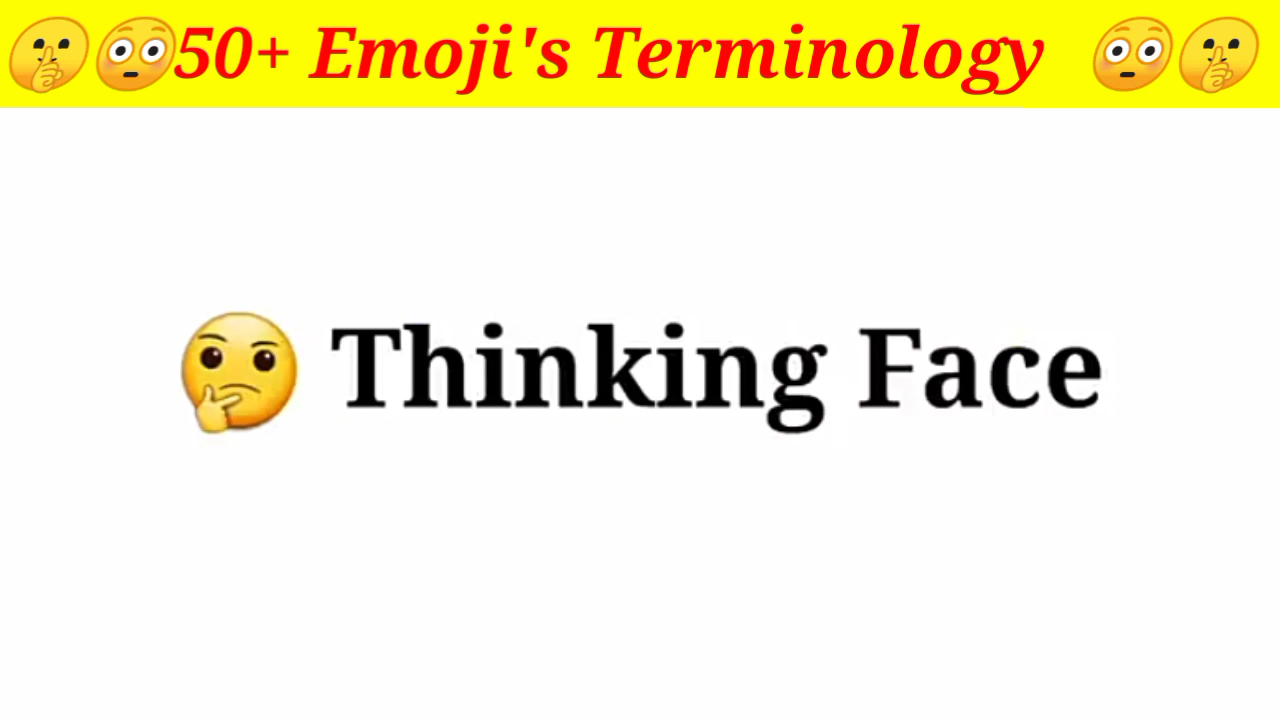 🤫😳50+ Emoji's Terminology 😳🤫
🤔 Thinking Face